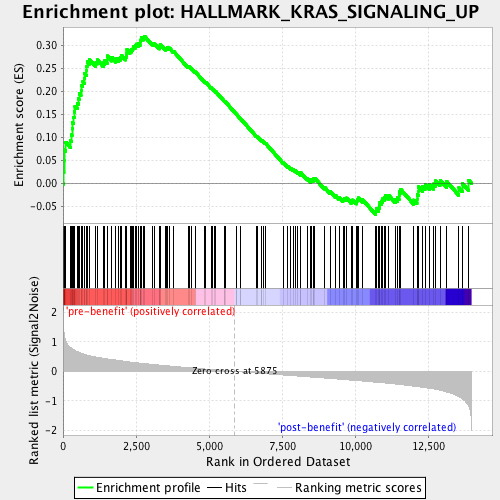 Enrichment plot: HALLMARK_KRAS_SIGNALING_UP
Enrichment score (ES)
0.30
0.25
0.20
0.15
0.10
0.05
0.00
-0.05
Ranked list metric (Signal2Noise)
'pre-benefit' (positively correlated)
2
1
0
-1
-2
Zero cross at 5875
'post-benefit' (negatively correlated)
0
2,500
5,000
7,500
10,000
12,500
Rank in Ordered Dataset
Enrichment profile
Hits
Ranking metric scores